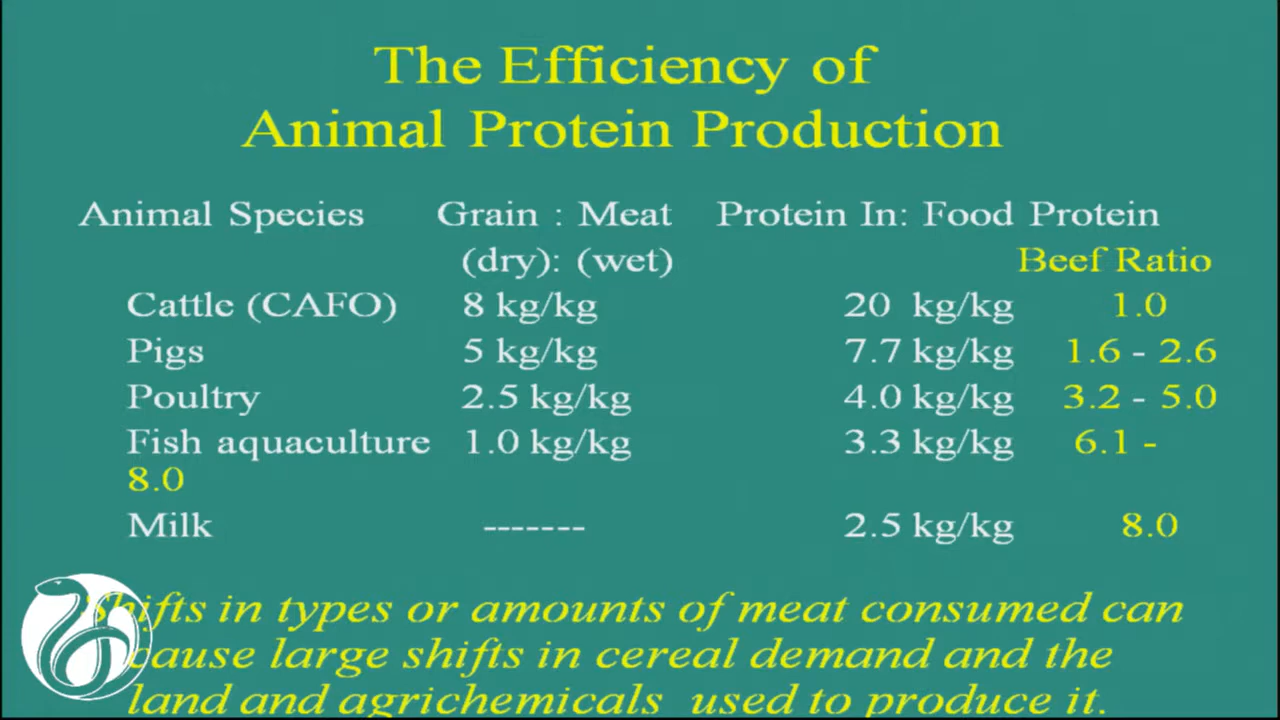 The Efficiency of
Animal Protein Production
Animal Species Grain : Meat Protein In: Food Protein
(dry): (wet) Beef Ratio
Cattle (CAFO) 8 kg/kg 20 kg/kg 1.0
Pigs 5 kg/kg 7.7 kg/kg 1.6 - 2.6
Poultry 2.5 kg/kg 4.0 kg/kg 3.2 - 5.0
Fish aquaculture 1.0 kg/kg 3.3 kg/kg 6.1 -
8.0
Milk ------- 2.5 kg/kg 8.0
Shifts in types or amounts of meat consumed can
cause large shifts in cereal demand and the
land and agrichemicals used to produce it.